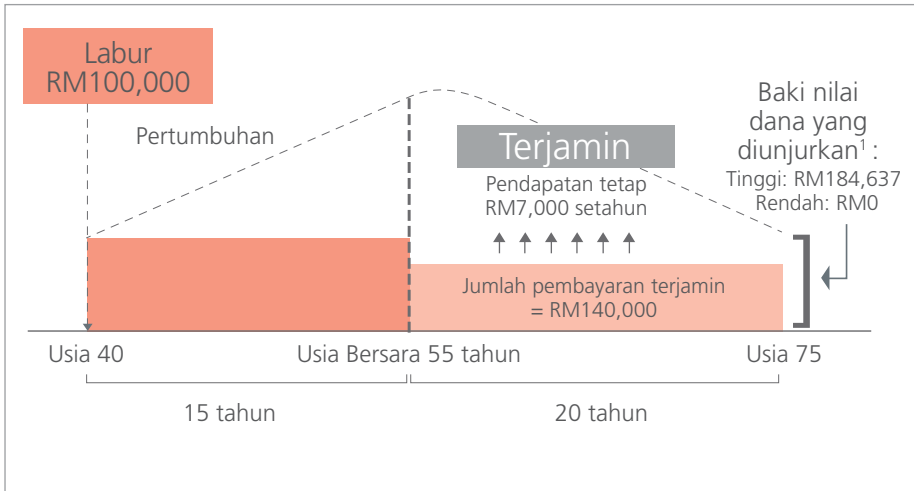 Labur
RM100,000
Pertumbuhan
Terjamin
Pendapatan tetap
RM7,000 setahun
Baki nilai
dana yang
diunjurkan¹ :
Tinggi: RM184,637
Rendah: RM0
Jumlah pembayaran terjamin
= RM140,000
Usia 40
Usia Bersara 55 tahun
Usia 75
15 tahun
20 tahun